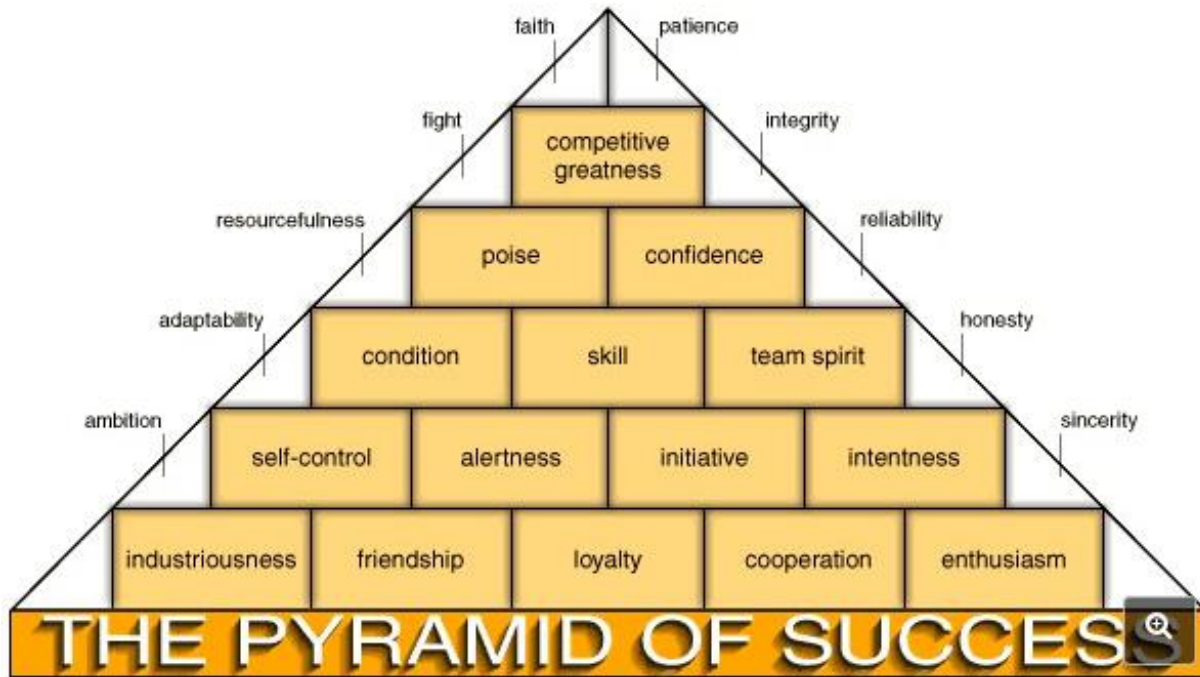 faith
patience
fight
integrity
competitive
greatness
resourcefulness
reliability
poise
confidence
adaptability
honesty
condition
skill
team spirit
ambition
sincerity
self-control
alertness
initiative
intentness
industriousness
friendship
loyalty
cooperation
enthusiasm
THE PYRAMID OF SUCCESS